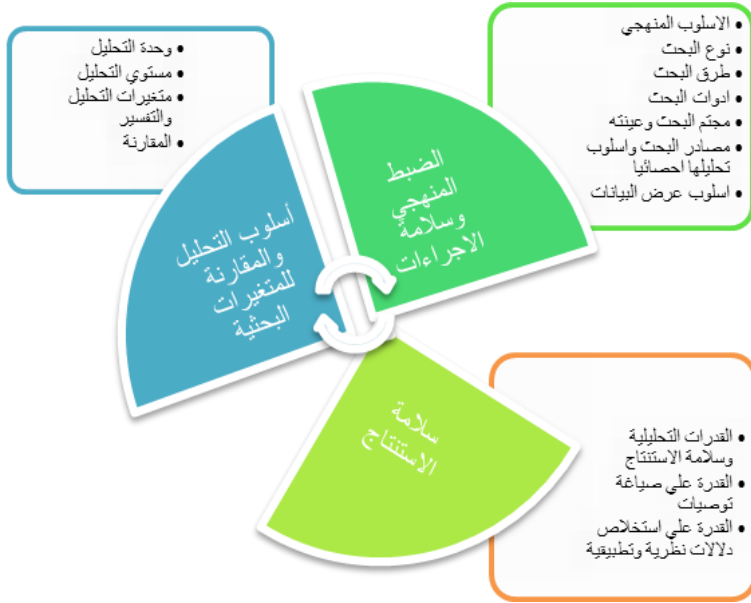 • الاسلوب المنهجي
• نوع البحث
• طرق البحث
• ادوات البحث
• مجتم البحث وعينته
• مصادر البحث واسلوب
تحليلها احصائيا
• اسلوب عرض البيانات
الضبط
المنهجي
وسلامة
الاجراءات
• وحدة التحليل
• مستوي التحليل
• متغيرات التحليل
والتفسير
• المقارنة
أسلوب التحليل
والمقارنة
للمتغيرات
البحثية
سلامة
الاستنتاج
• القدرات التحليلية
وسلامة الاستنتاج
• القدرة على صياغة
توصيات
• القدرة على استخلاص
دلالات نظرية وتطبيقية